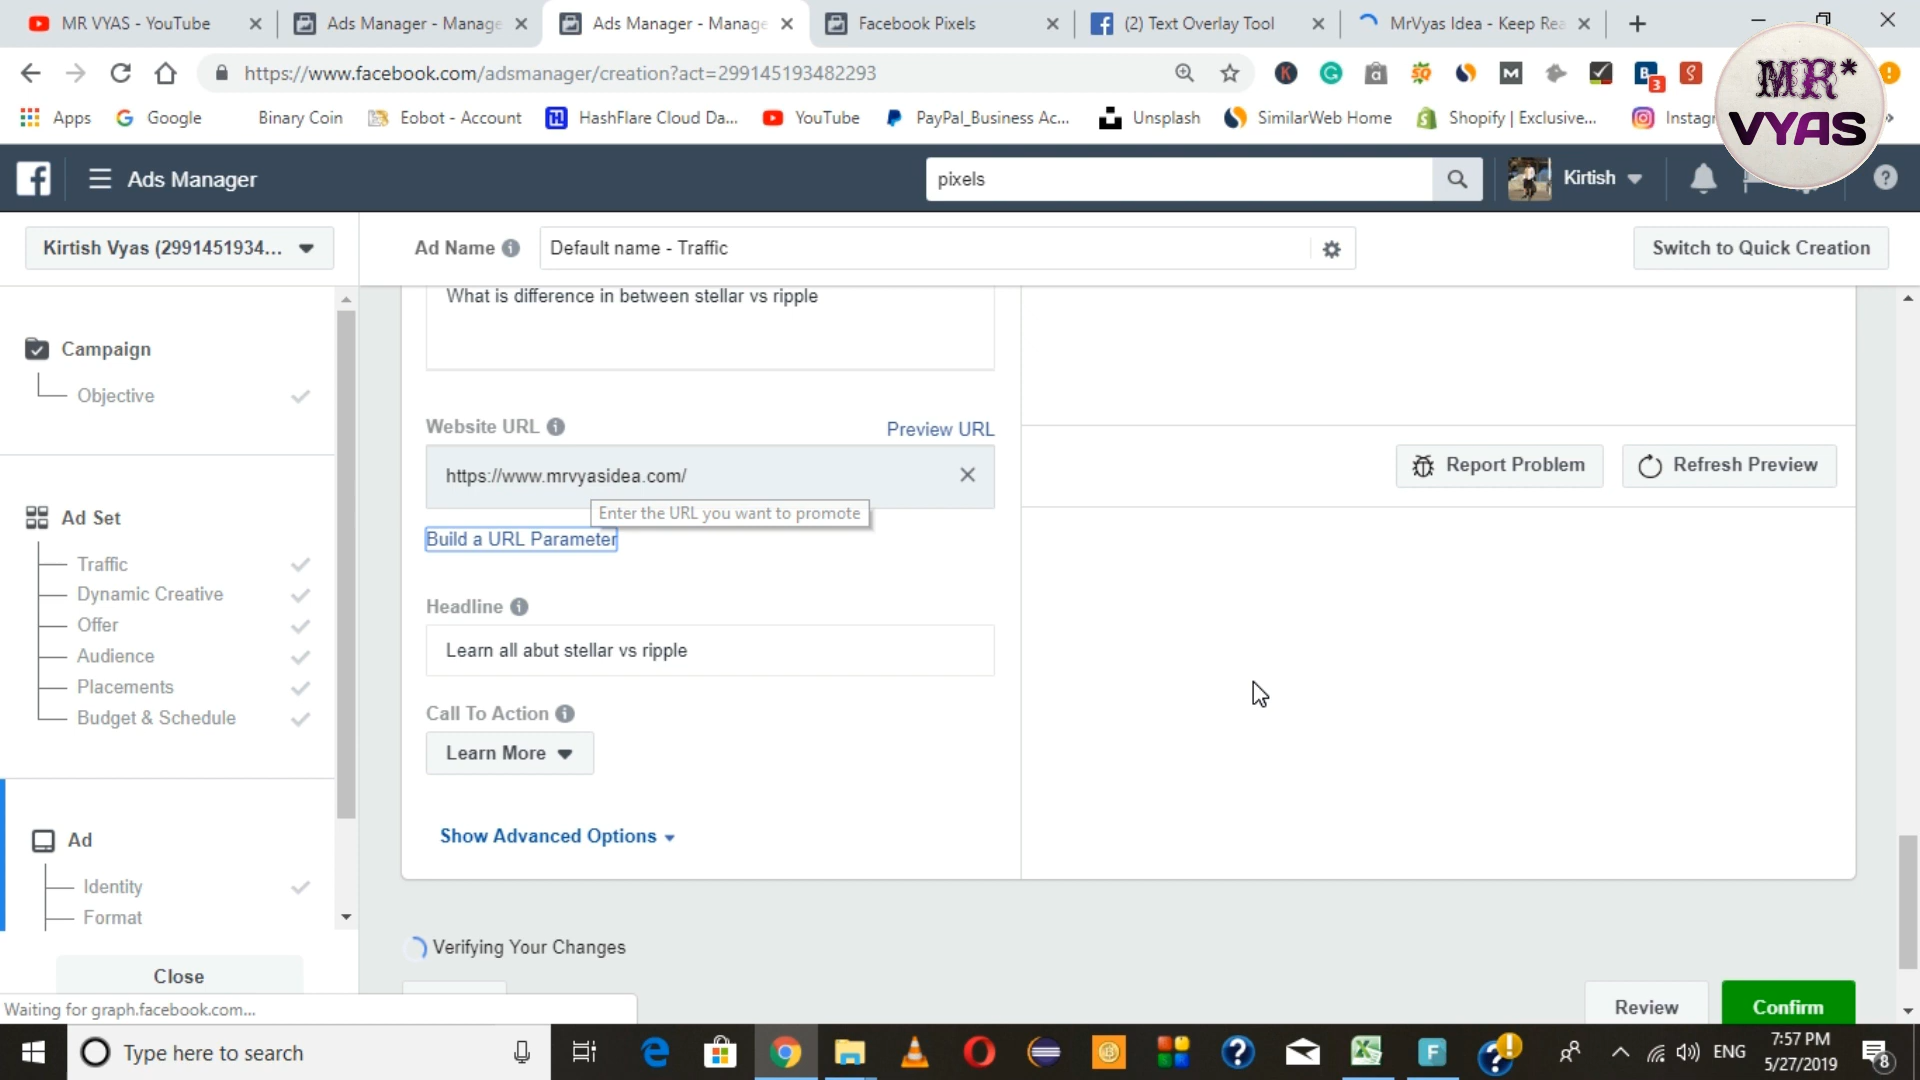 MR VYAS - YouTube
Ads Manager - Manage
Ads Manager - Manage
Facebook Pixels
(2) Text Overlay Tool
MrVyas Idea - Keep Rea
https://www.facebook.com/adsmanager/creation?act=299145193482293
Apps
Google
Binary Coin
Eobot - Account
HashFlare Cloud Da...
YouTube
PayPal_Business Ac...
Unsplash
SimilarWeb Home
Shopify | Exclusive...
Instagr
MR*
VYAS
Ads Manager
pixels
Kirtish
Kirtish Vyas (2991451934...
Ad Name
Default name - Traffic
Switch to Quick Creation
Campaign
Objective
Ad Set
Traffic
Dynamic Creative
Offer
Audience
Placements
Budget & Schedule
Ad
Identity
Format
Close
What is difference in between stellar vs ripple
Website URL
Preview URL
https://www.mrvyasidea.com/
Enter the URL you want to promote
Build a URL Parameter
Headline
Learn all abut stellar vs ripple
Call To Action
Learn More
Show Advanced Options
Report Problem
Refresh Preview
Verifying Your Changes
Review
Confirm
Waiting for graph.facebook.com...
Type here to search
ENG
7:57 PM
5/27/2019
8